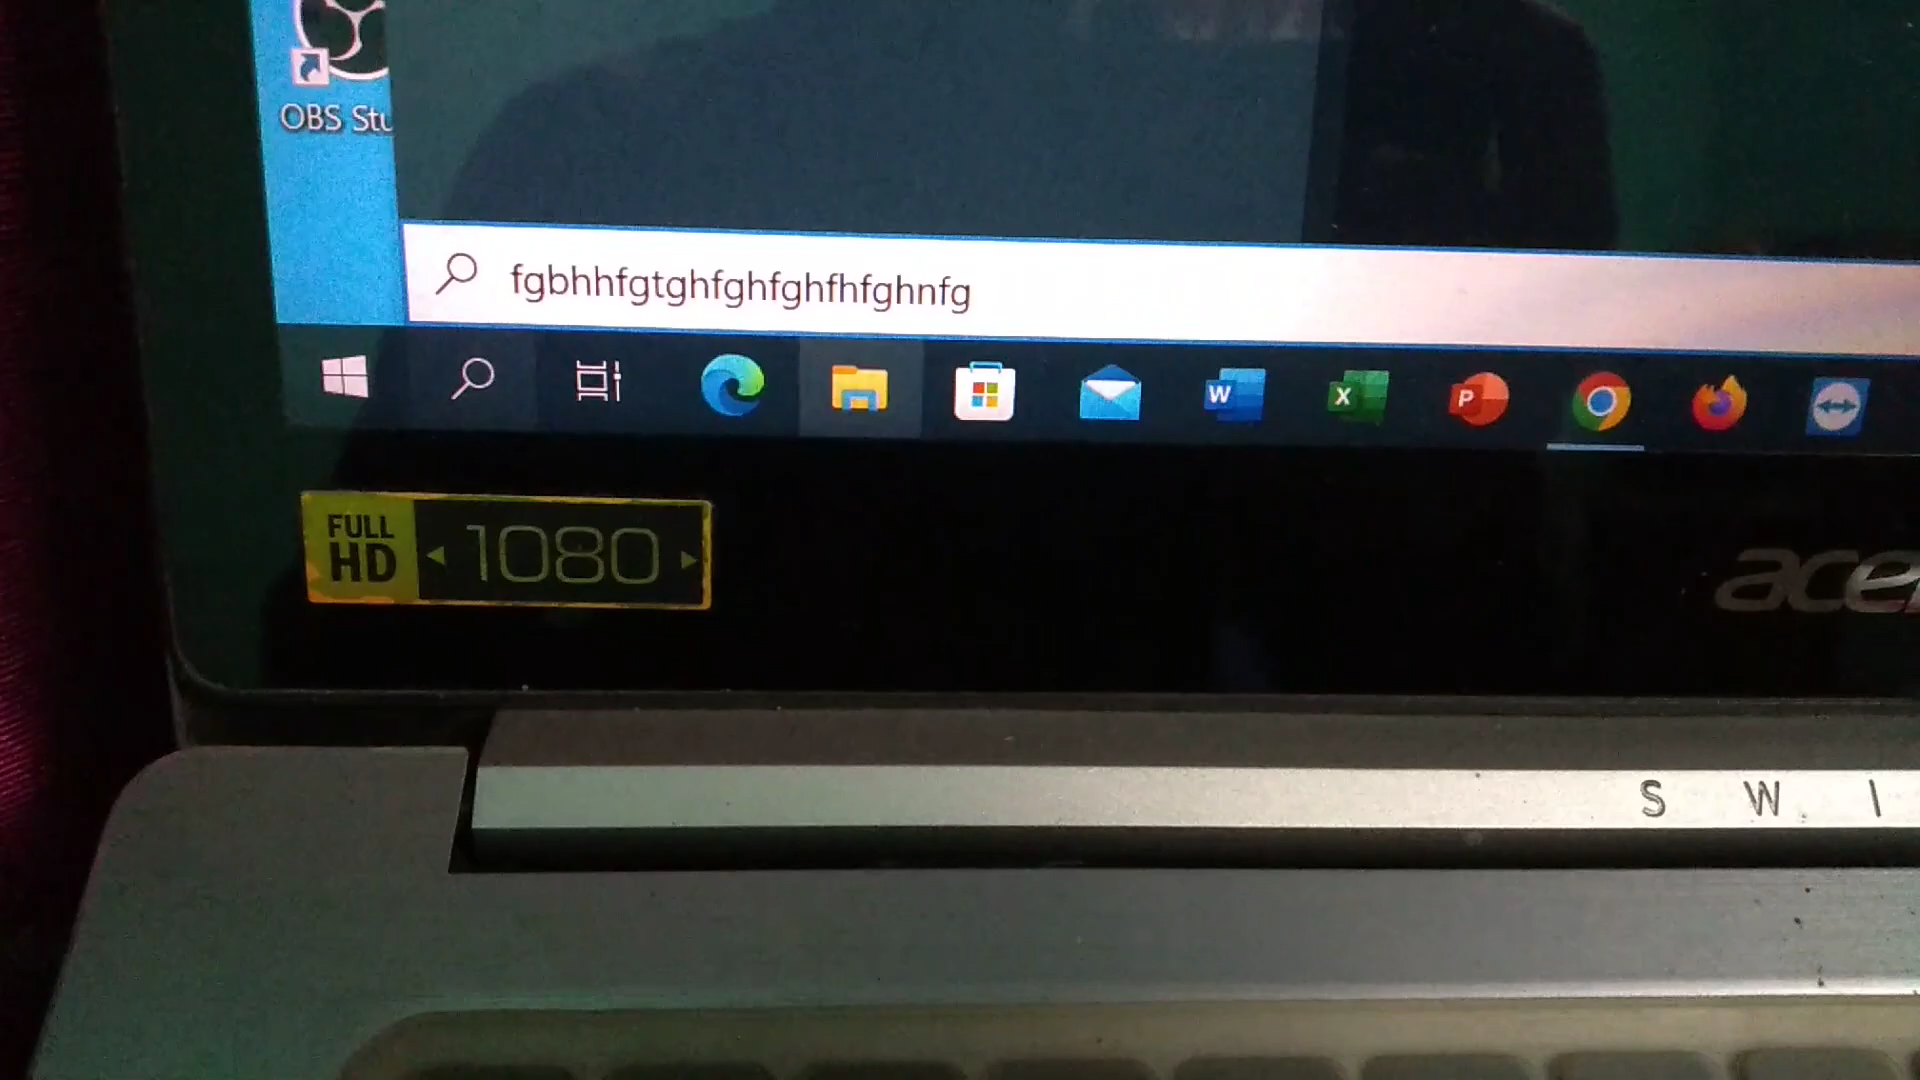 OBS Stu
fgbhhfgtghfghfghfhfghnfg
W
X
P
FULL
HD
1080
acer
S W I